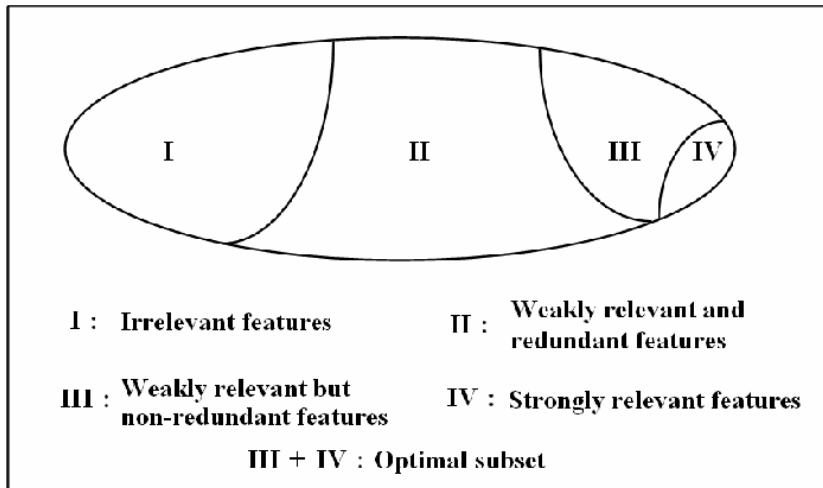 I
II
III
IV
I : Irrelevant features
II : Weakly relevant and
redundant features
III : Weakly relevant but
non-redundant features
IV : Strongly relevant features
III + IV : Optimal subset